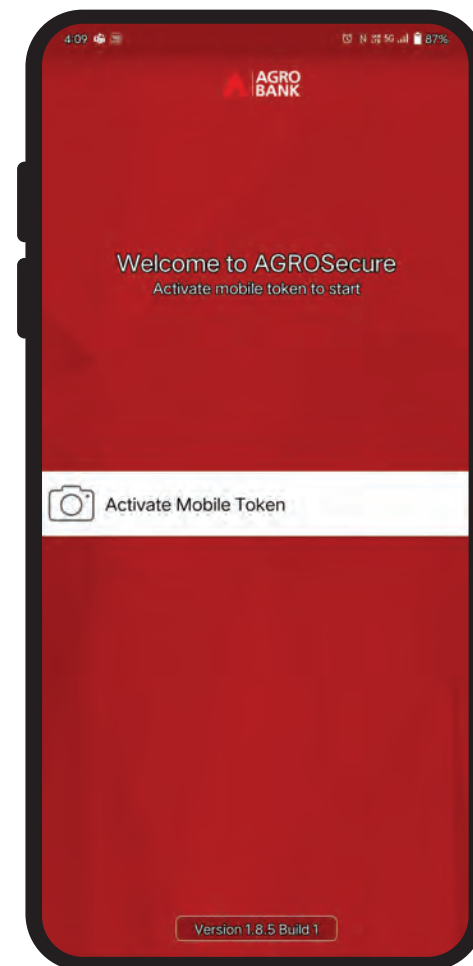 4:09
5G
87%
AGRO
BANK
Welcome to AGROSecure
Activate mobile token to start
Activate Mobile Token
Version 1.8.5 Build 1